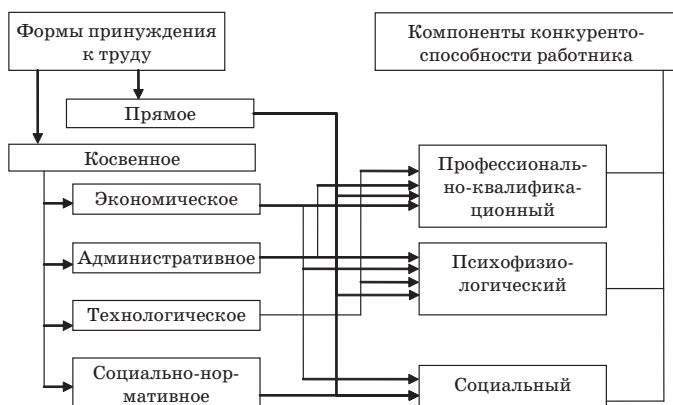 Формы принуждения
к труду
Компоненты конкуренто-
способности работника
Прямое
Косвенное
Экономическое
Административное
Технологическое
Социально-нор-
мативное
Профессиональ-
но-квалифика-
ционный
Психофизио-
логический
Социальный